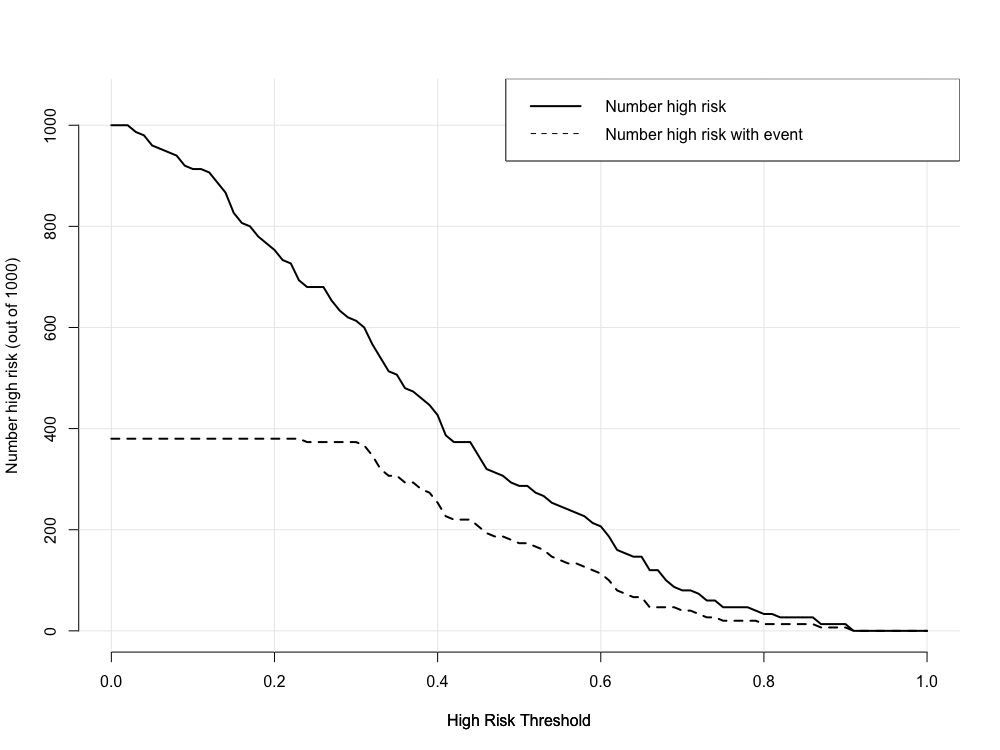 Number high risk
Number high risk with event
Number high risk (out of 1000)
1000
800
600
400
200
0
0.0 0.2 0.4 0.6 0.8 1.0
High Risk Threshold